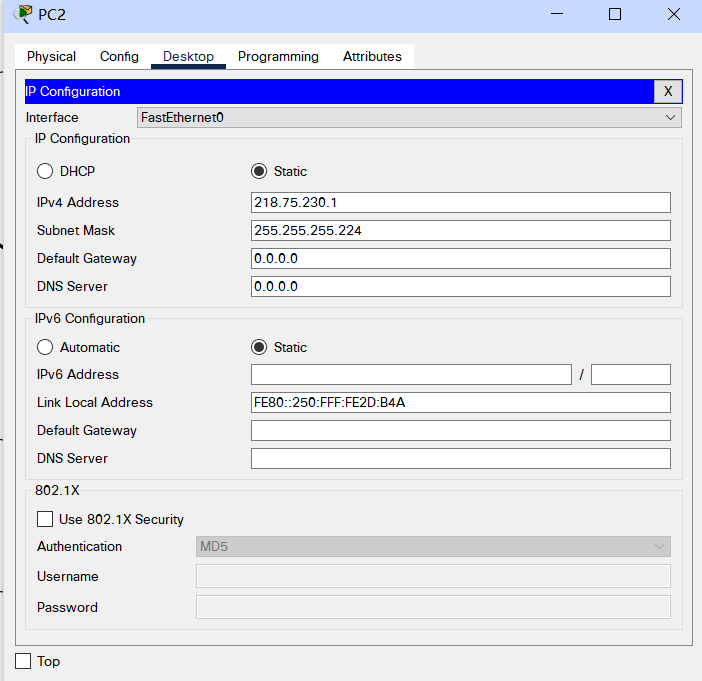 PC2
Physical Config Desktop Programming Attributes
IP Configuration X
Interface FastEthernet0
IP Configuration
DHCP Static
IPv4 Address 218.75.230.1
Subnet Mask 255.255.255.224
Default Gateway 0.0.0.0
DNS Server 0.0.0.0
IPv6 Configuration
Automatic Static
IPv6 Address /
Link Local Address FE80::250:FFF:FE2D:B4A
Default Gateway
DNS Server
802.1X
Use 802.1X Security
Authentication MD5
Username
Password
Top